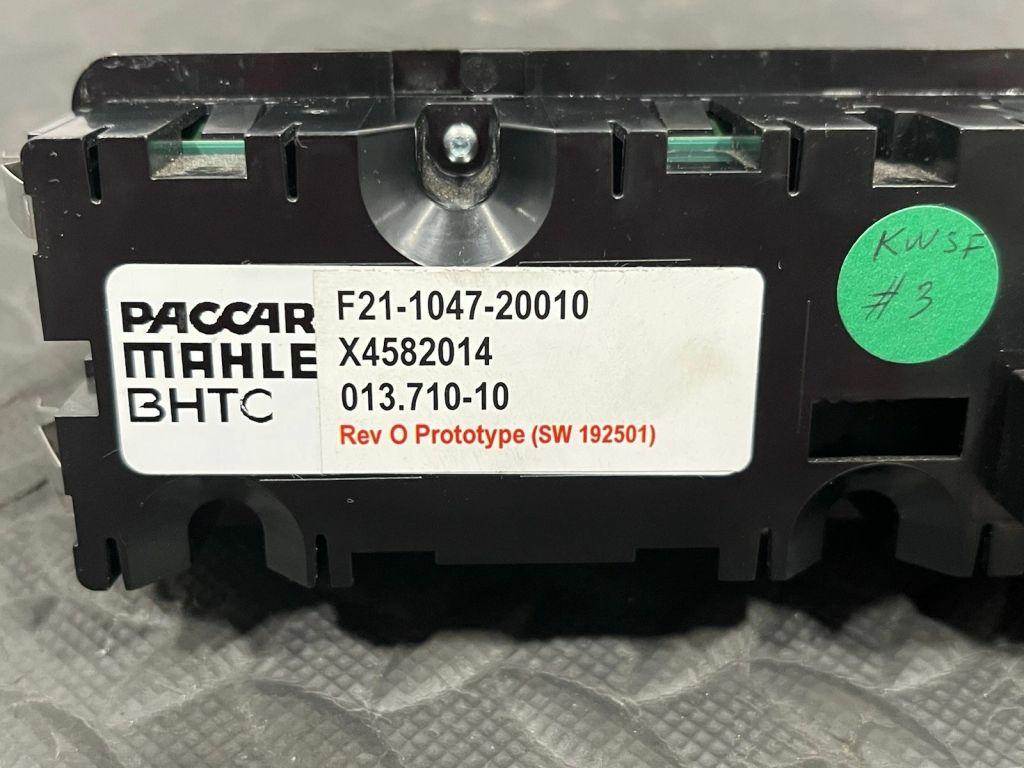 PACCAR
MAHLE
BHTC
F21-1047-20010
X4582014
013.710-10
Rev O Prototype (SW 192501)
KWSF
#3